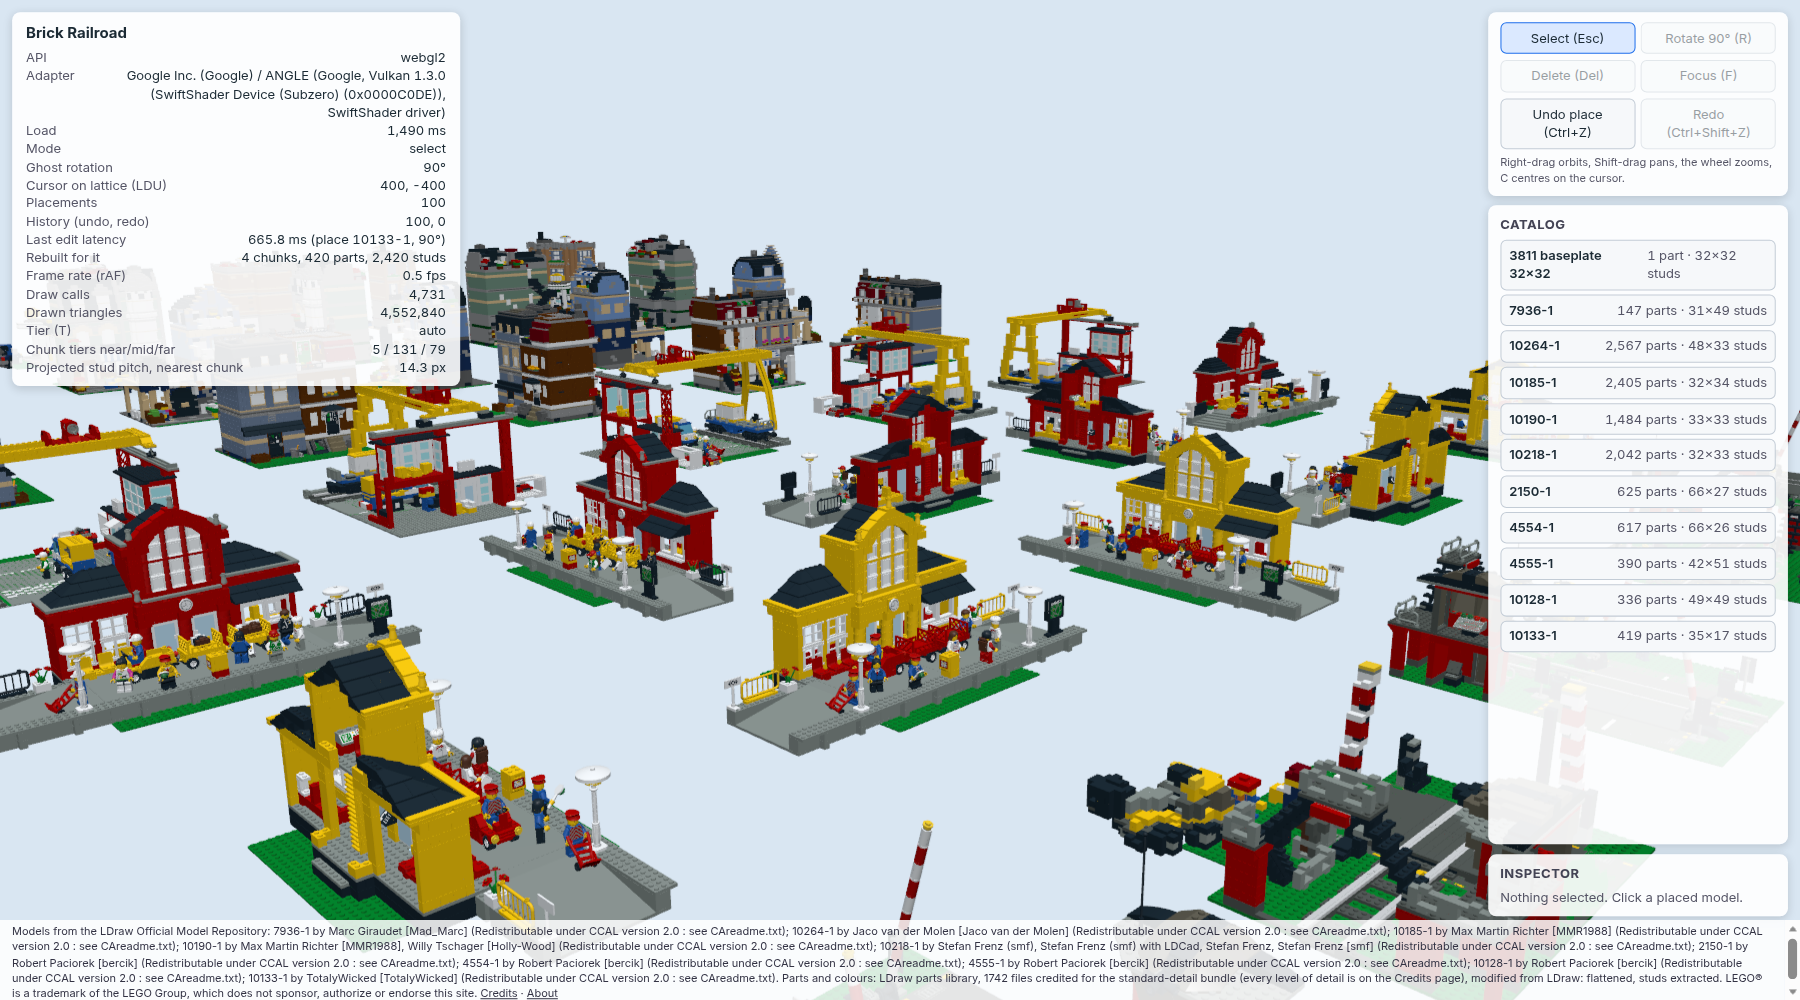 Brick Railroad
API webgl2
Adapter Google Inc. (Google) / ANGLE (Google, Vulkan 1.3.0
(SwiftShader Device (Subzero) (0x0000C0DE)),
SwiftShader driver)
Load 1,490 ms
Mode select
Ghost rotation 90°
Cursor on lattice (LDU) 400, -400
Placements 100
History (undo, redo) 100, 0
Last edit latency 665.8 ms (place 10133-1, 90°)
Rebuilt for it 4 chunks, 420 parts, 2,420 studs
Frame rate (rAF) 0.5 fps
Draw calls 4,731
Drawn triangles 4,552,840
Tier (T) auto
Chunk tiers near/mid/far 5 / 131 / 79
Projected stud pitch, nearest chunk 14.3 px
Select (Esc) Rotate 90° (R)
Delete (Del) Focus (F)
Undo place
(Ctrl+Z)
Redo
(Ctrl+Shift+Z)
Right-drag orbits, Shift-drag pans, the wheel zooms,
C centres on the cursor.
CATALOG
3811 baseplate
32×32
1 part · 32×32
studs
7936-1 147 parts · 31×49 studs
10264-1 2,567 parts · 48×33 studs
10185-1 2,405 parts · 32×34 studs
10190-1 1,484 parts · 33×33 studs
10218-1 2,042 parts · 32×33 studs
2150-1 625 parts · 66×27 studs
4554-1 617 parts · 66×26 studs
4555-1 390 parts · 42×51 studs
10128-1 336 parts · 49×49 studs
10133-1 419 parts · 35×17 studs
INSPECTOR
Nothing selected. Click a placed model.
Models from the LDraw Official Model Repository: 7936-1 by Marc Giraudet [Mad_Marc] (Redistributable under CCAL version 2.0 : see CAreadme.txt); 10264-1 by Jaco van der Molen [Jaco van der Molen] (Redistributable under CCAL version 2.0 : see CAreadme.txt); 10185-1 by Max Martin Richter [MMR1988] (Redistributable under CCAL
version 2.0 : see CAreadme.txt); 10190-1 by Max Martin Richter [MMR1988], Willy Tschager [Holly-Wood] (Redistributable under CCAL version 2.0 : see CAreadme.txt); 10218-1 by Stefan Frenz (smf), Stefan Frenz (smf) with LDCad, Stefan Frenz, Stefan Frenz [smf] (Redistributable under CCAL version 2.0 : see CAreadme.txt); 2150-1 by
Robert Paciorek [bercik] (Redistributable under CCAL version 2.0 : see CAreadme.txt); 4554-1 by Robert Paciorek [bercik] (Redistributable under CCAL version 2.0 : see CAreadme.txt); 4555-1 by Robert Paciorek [bercik] (Redistributable under CCAL version 2.0 : see CAreadme.txt); 10128-1 by Robert Paciorek [bercik] (Redistributable
under CCAL version 2.0 : see CAreadme.txt); 10133-1 by TotalyWicked [TotalyWicked] (Redistributable under CCAL version 2.0 : see CAreadme.txt). Parts and colours: LDraw parts library, 1742 files credited for the standard-detail bundle (every level of detail is on the Credits page), modified from LDraw: flattened, studs extracted. LEGO®
is a trademark of the LEGO Group, which does not sponsor, authorize or endorse this site. Credits · About